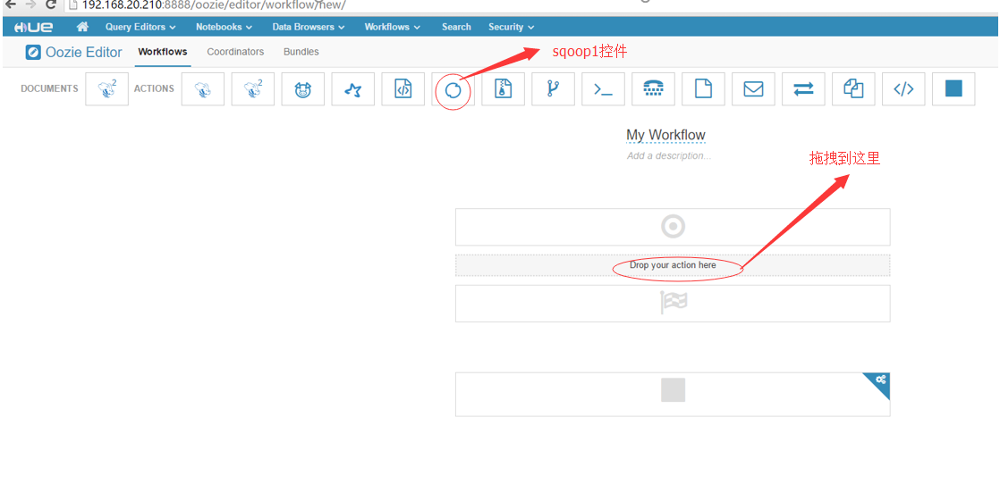 192.168.20.210:8888/oozie/editor/workflow/new/
HUE Query Editors Notebooks Data Browsers Workflows Search Security
Oozie Editor Workflows Coordinators Bundles
sqoop1控件
DOCUMENTS 2 ACTIONS 2
My Workflow
Add a description...
拖拽到这里
Drop your action here